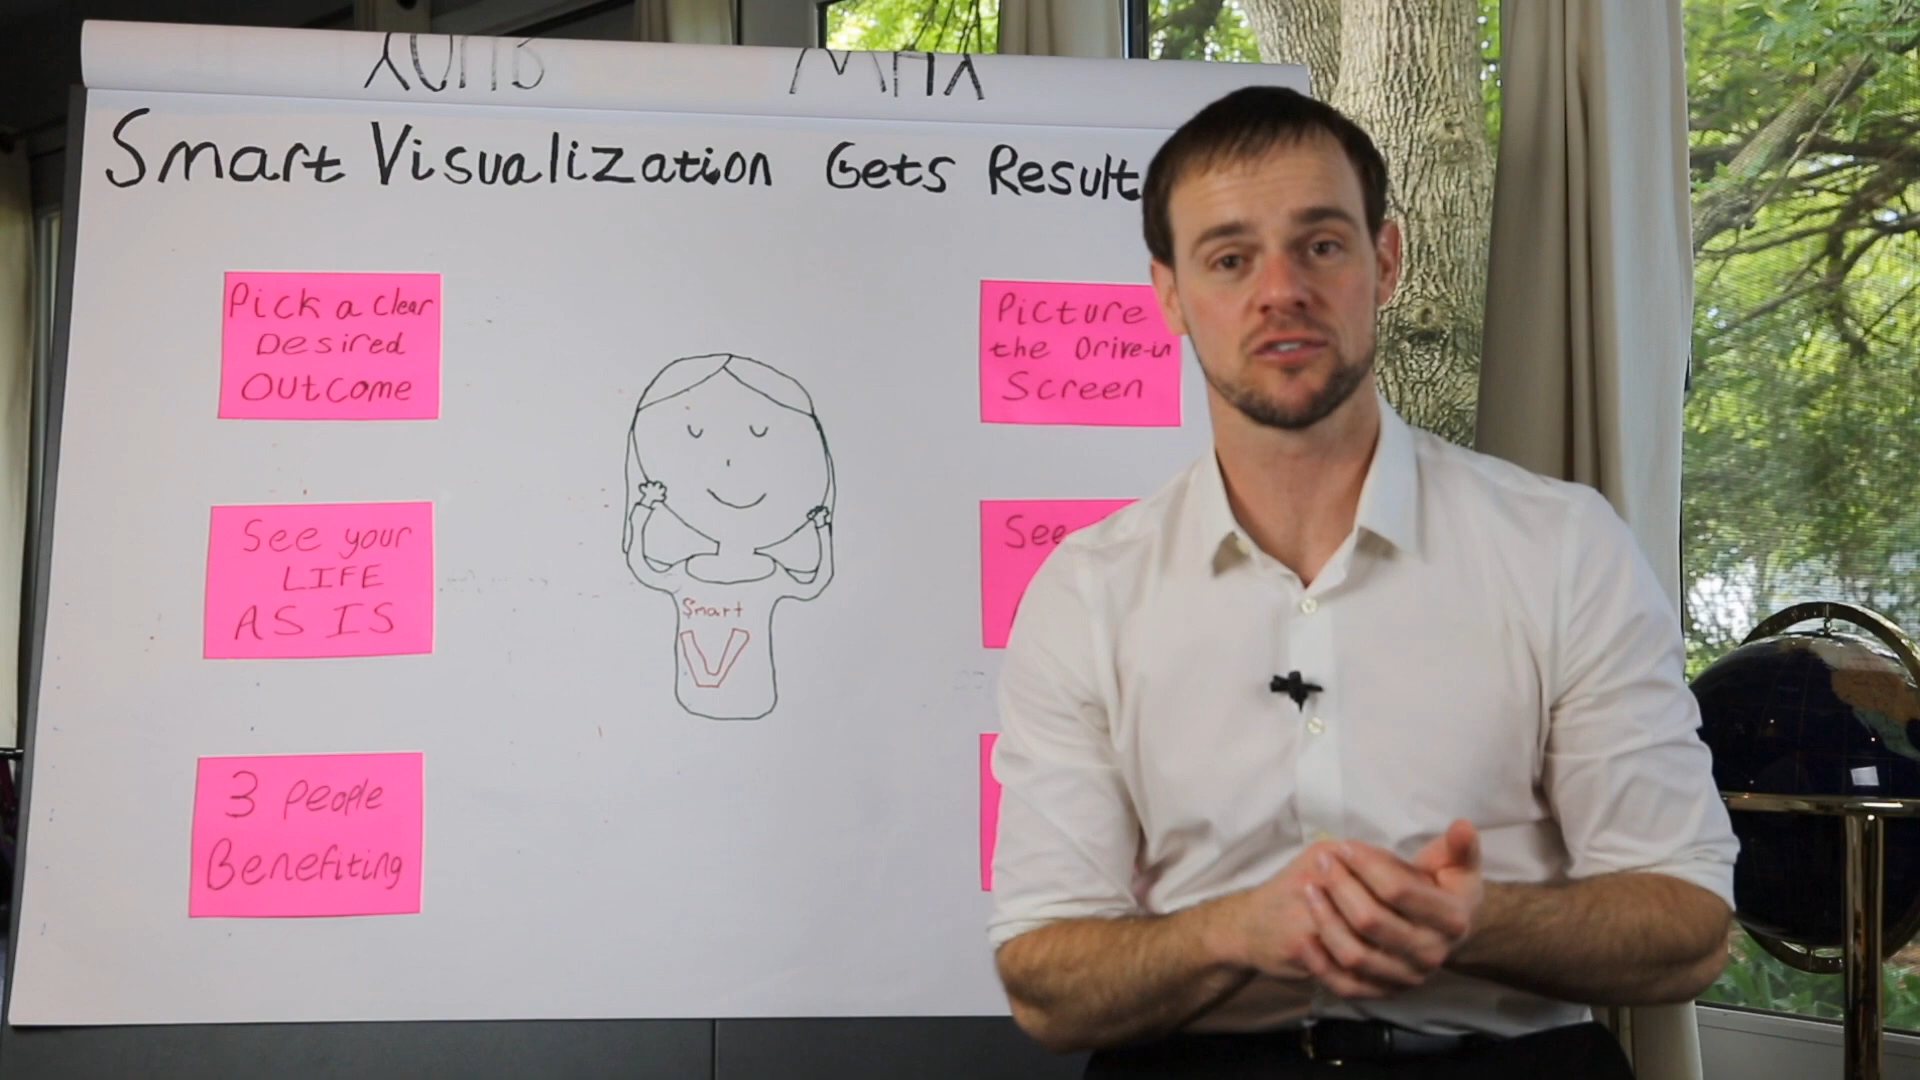 Smart Visualization Gets Result
Pick a Clear
Desired
Outcome
Picture
the Drive-in
Screen
See your
LIFE
AS IS
See
Smart
V
3 People
Benefiting